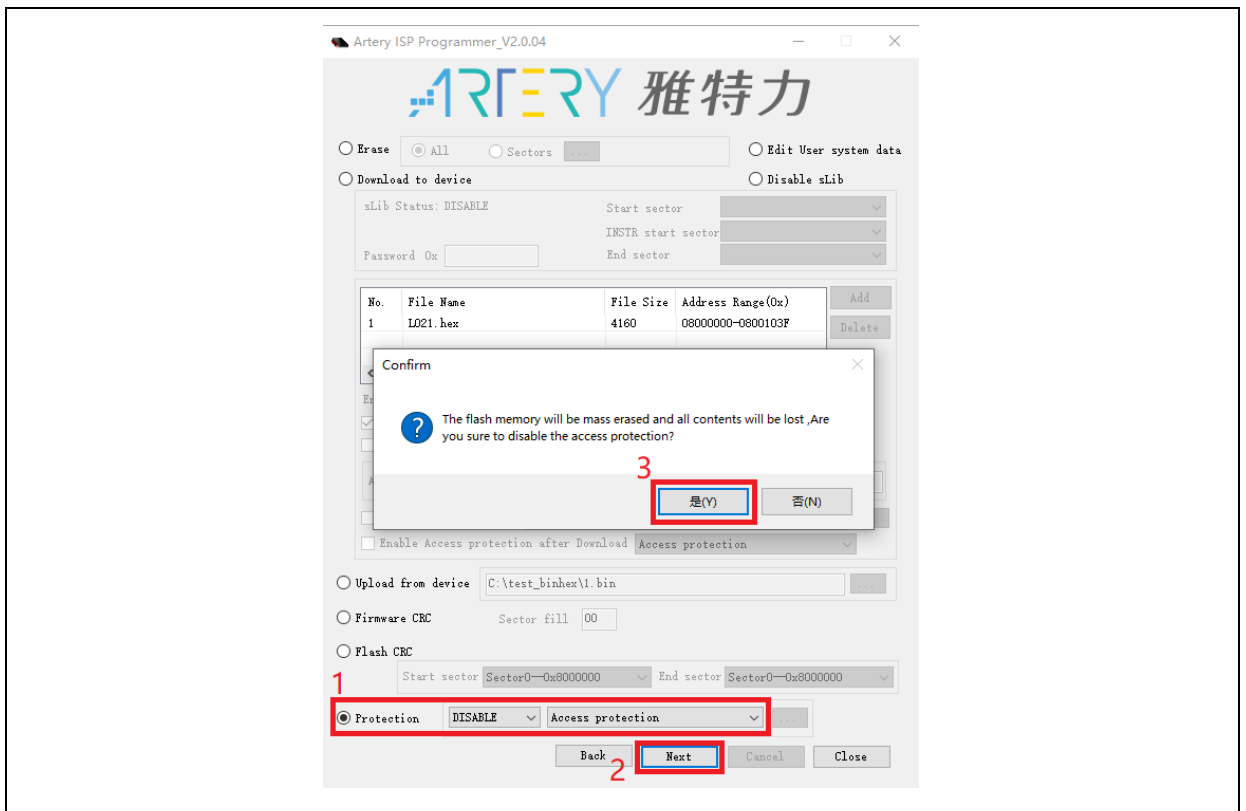 Artery ISP Programmer_V2.0.04
ARTERY 雅特力
Erase All Sectors ... Edit User system data
Download to device Disable sLib
sLib Status: DISABLE Start sector
INSTR start sector
Password 0x End sector
No. File Name File Size Address Range(0x) Add
1 L021.hex 4160 08000000-0800103F Delete
Confirm
The flash memory will be mass erased and all contents will be lost ,Are
you sure to disable the access protection?
3
是(Y) 否(N)
Enable Access protection after Download Access protection
Upload from device C:\test_binhex\1.bin ...
Firmware CRC Sector fill 00
Flash CRC
Start sector Sector0—0x8000000 End sector Sector0—0x8000000
1
Protection DISABLE Access protection ...
Back Next Cancel Close
2